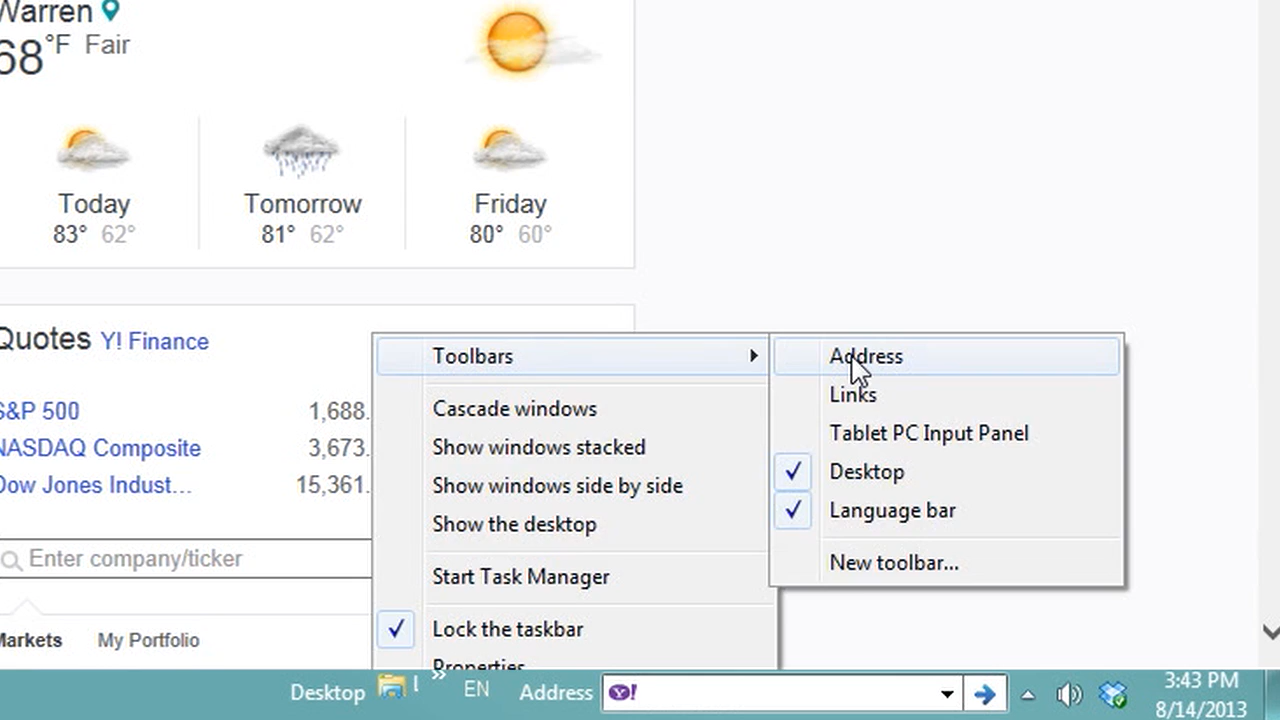 Warren
68°F Fair
Today Tomorrow Friday
83° 62° 81° 62° 80° 60°
Quotes Y! Finance
S&P 500 1,688.
NASDAQ Composite 3,673.
Dow Jones Indust... 15,361.
Enter company/ticker
Markets My Portfolio
Toolbars
Cascade windows
Show windows stacked
Show windows side by side
Show the desktop
Start Task Manager
Lock the taskbar
Properties
Address
Links
Tablet PC Input Panel
Desktop
Language bar
New toolbar...
Desktop » EN Address Y! 3:43 PM
8/14/2013